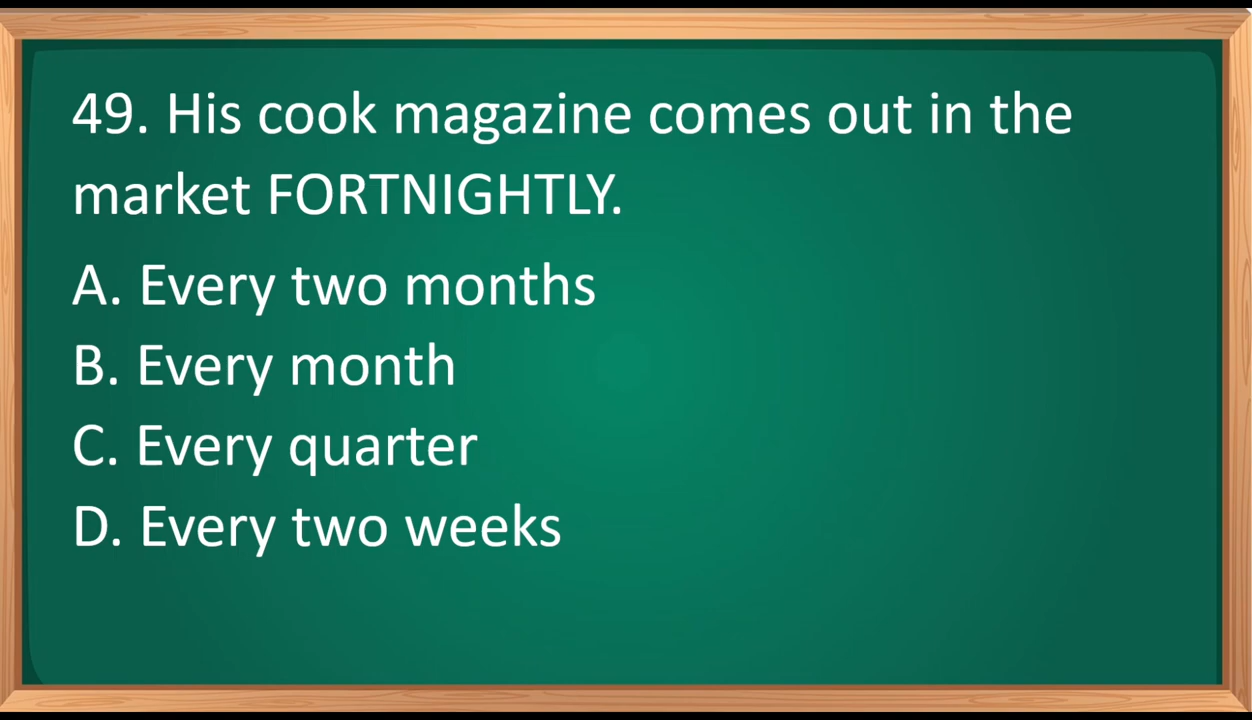 49. His cook magazine comes out in the
market FORTNIGHTLY.
A. Every two months
B. Every month
C. Every quarter
D. Every two weeks